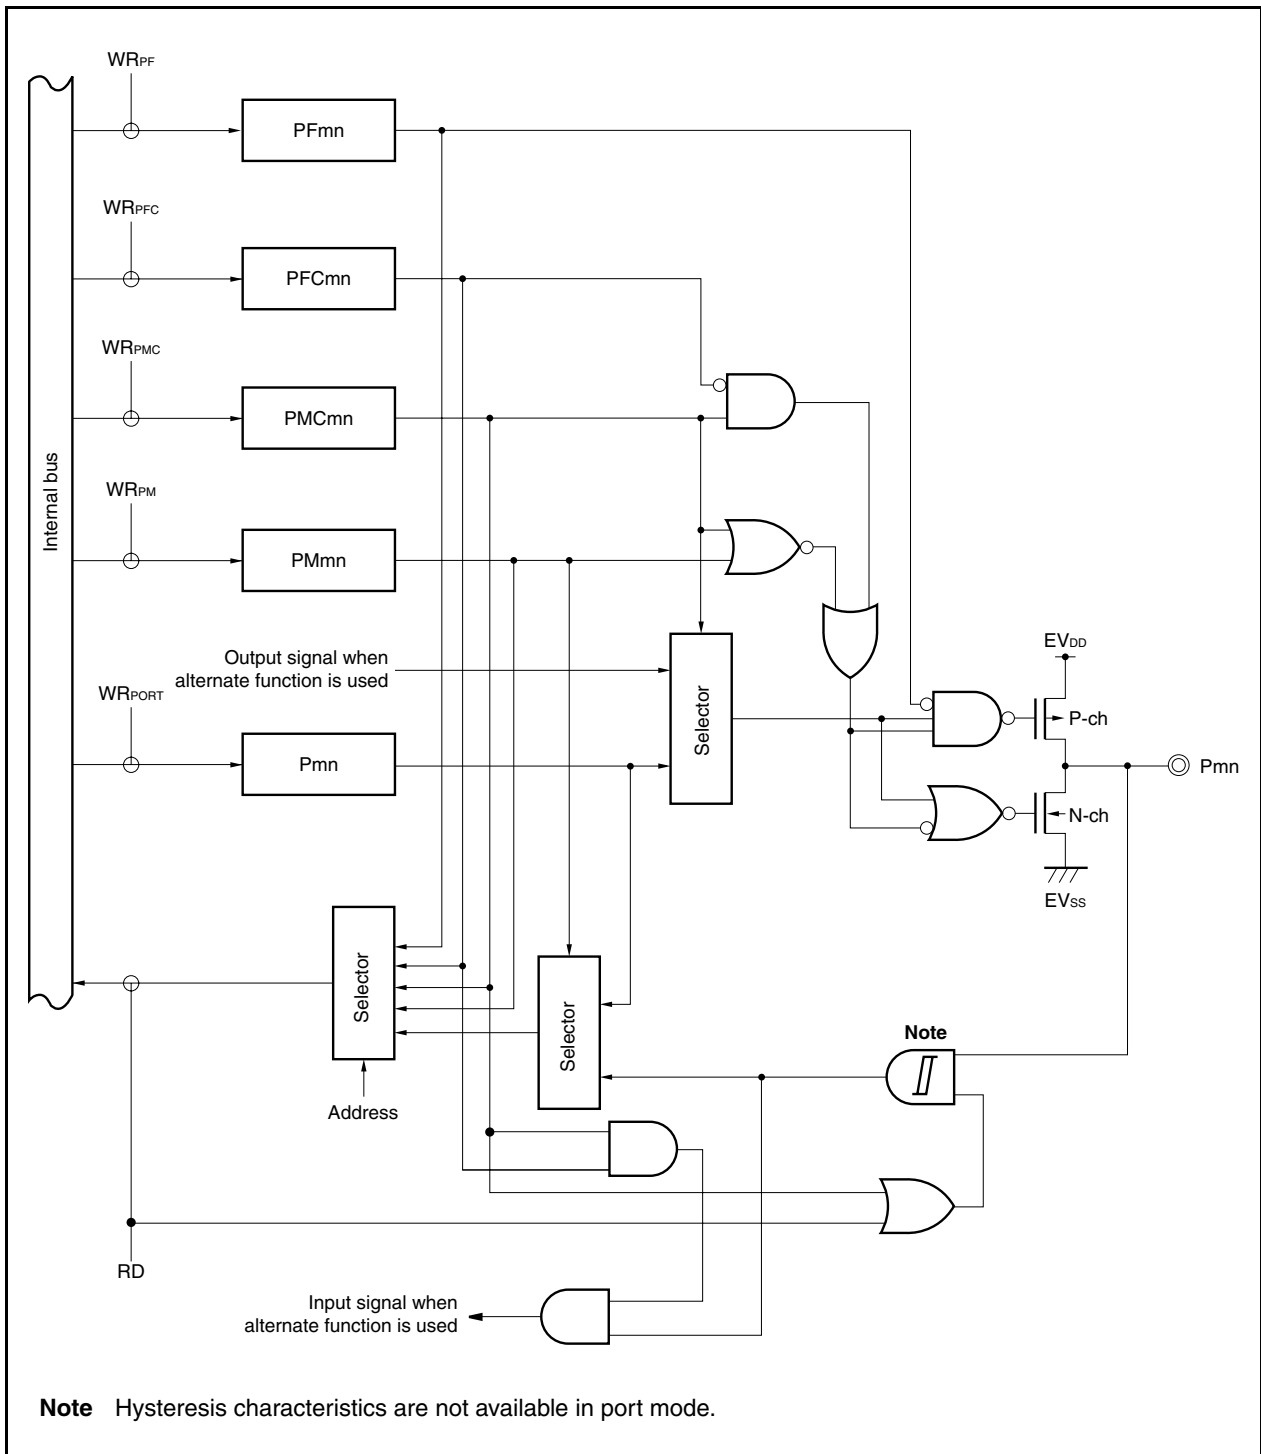 WRPF
PFmn
WRPFC
PFCmn
WRPMC
PMCmn
Internal bus
WRPM
PMmn
Output signal when
alternate function is used
WRPORT
Pmn
Selector
EVDD
P-ch
Pmn
N-ch
EVSS
Selector
Selector
Note
Address
RD
Input signal when
alternate function is used
Note Hysteresis characteristics are not available in port mode.